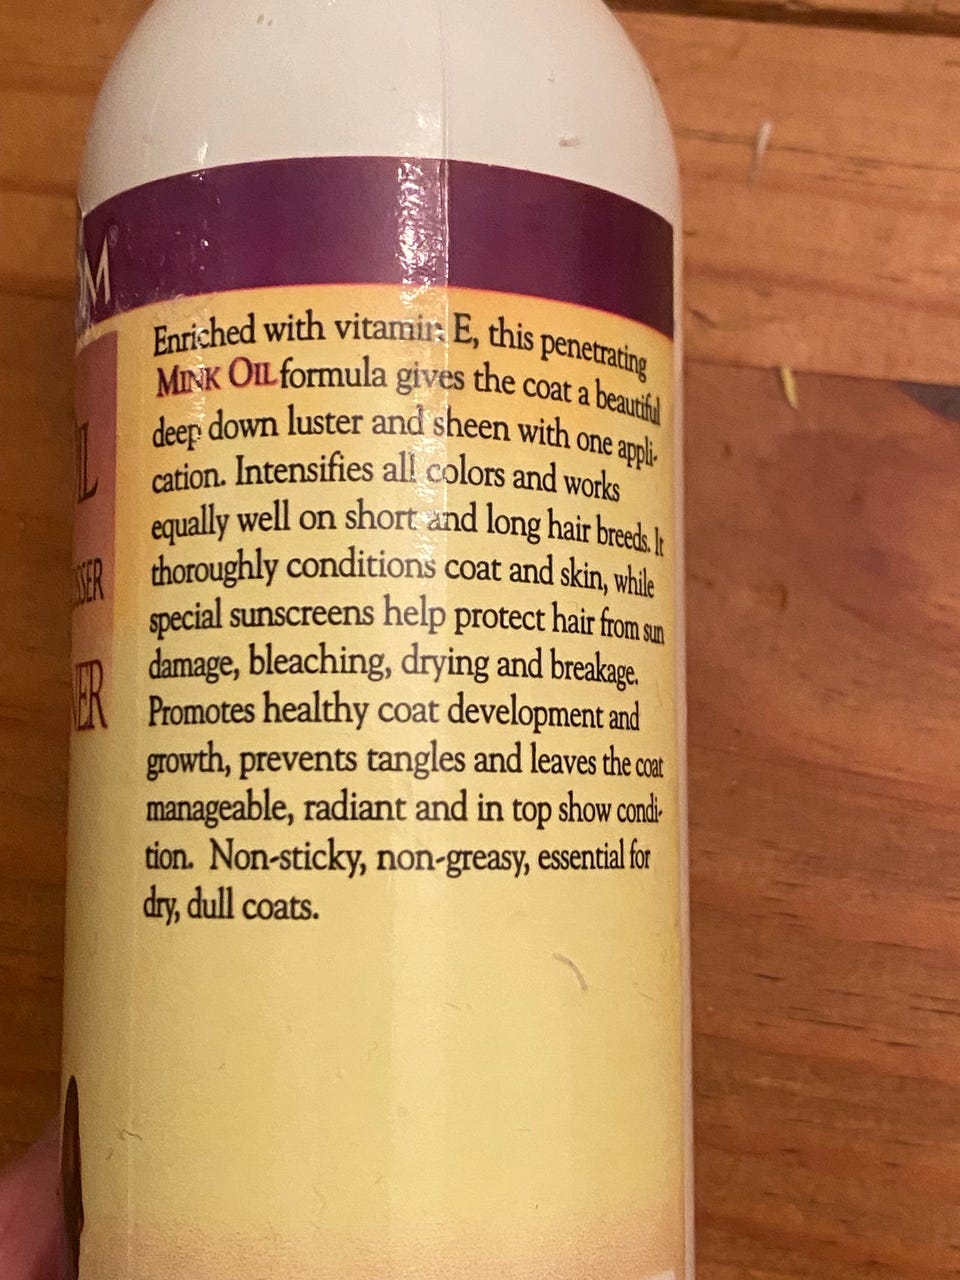 M®
Enriched with vitamin E, this penetrating
MINK OIL formula gives the coat a beautiful
deep down luster and sheen with one appli-
cation. Intensifies all colors and works
equally well on short and long hair breeds. It
thoroughly conditions coat and skin, while
special sunscreens help protect hair from sun
damage, bleaching, drying and breakage.
Promotes healthy coat development and
growth, prevents tangles and leaves the coat
manageable, radiant and in top show condi-
tion. Non-sticky, non-greasy, essential for
dry, dull coats.